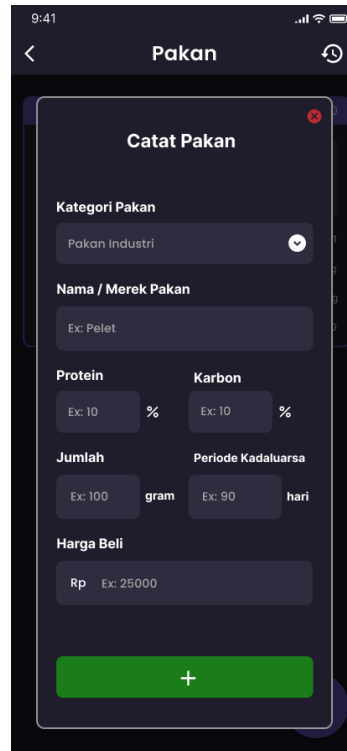 9:41
Pakan
Catat Pakan
Kategori Pakan
Pakan Industri
Nama / Merek Pakan
Ex: Pelet
Protein Karbon
Ex: 10 % Ex: 10 %
Jumlah Periode Kadaluarsa
Ex: 100 gram Ex: 90 hari
Harga Beli
Rp Ex: 25000
+